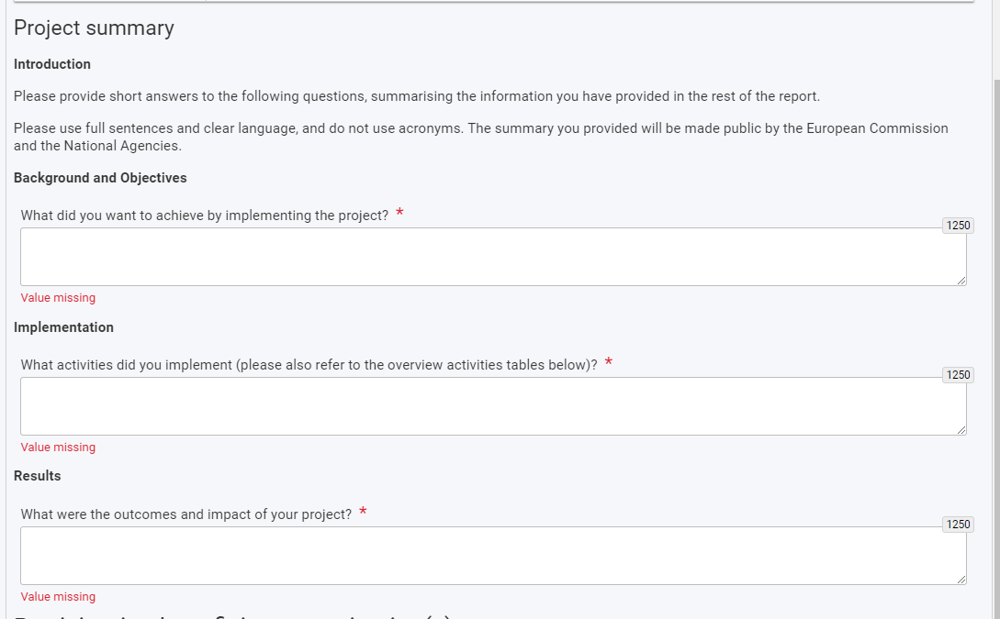 Project summary
Introduction
Please provide short answers to the following questions, summarising the information you have provided in the rest of the report.
Please use full sentences and clear language, and do not use acronyms. The summary you provided will be made public by the European Commission
and the National Agencies.
Background and Objectives
What did you want to achieve by implementing the project? *
1250
Value missing
Implementation
What activities did you implement (please also refer to the overview activities tables below)? *
1250
Value missing
Results
What were the outcomes and impact of your project? *
1250
Value missing